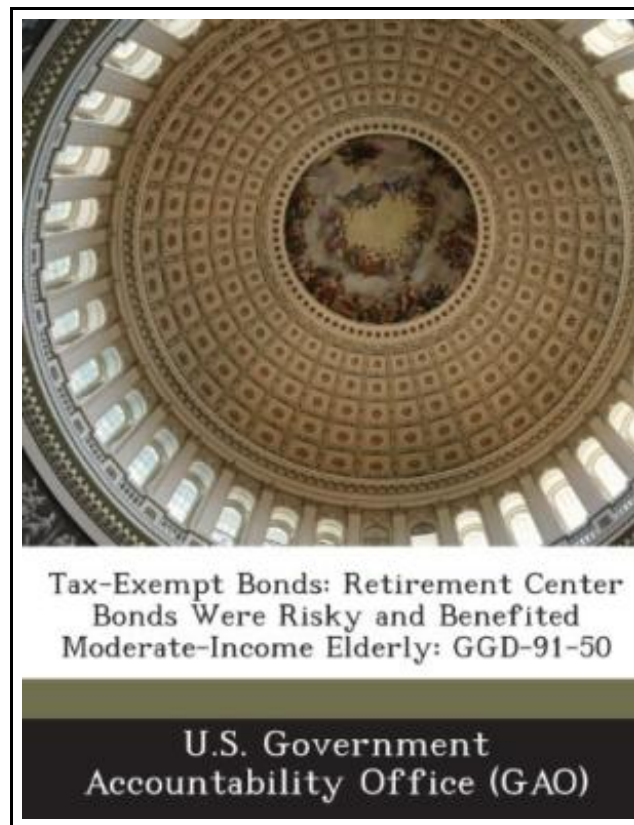 Tax-Exempt Bonds: Retirement Center
Bonds Were Risky and Benefited
Moderate-Income Elderly: GGD-91-50
U.S. Government
Accountability Office (GAO)